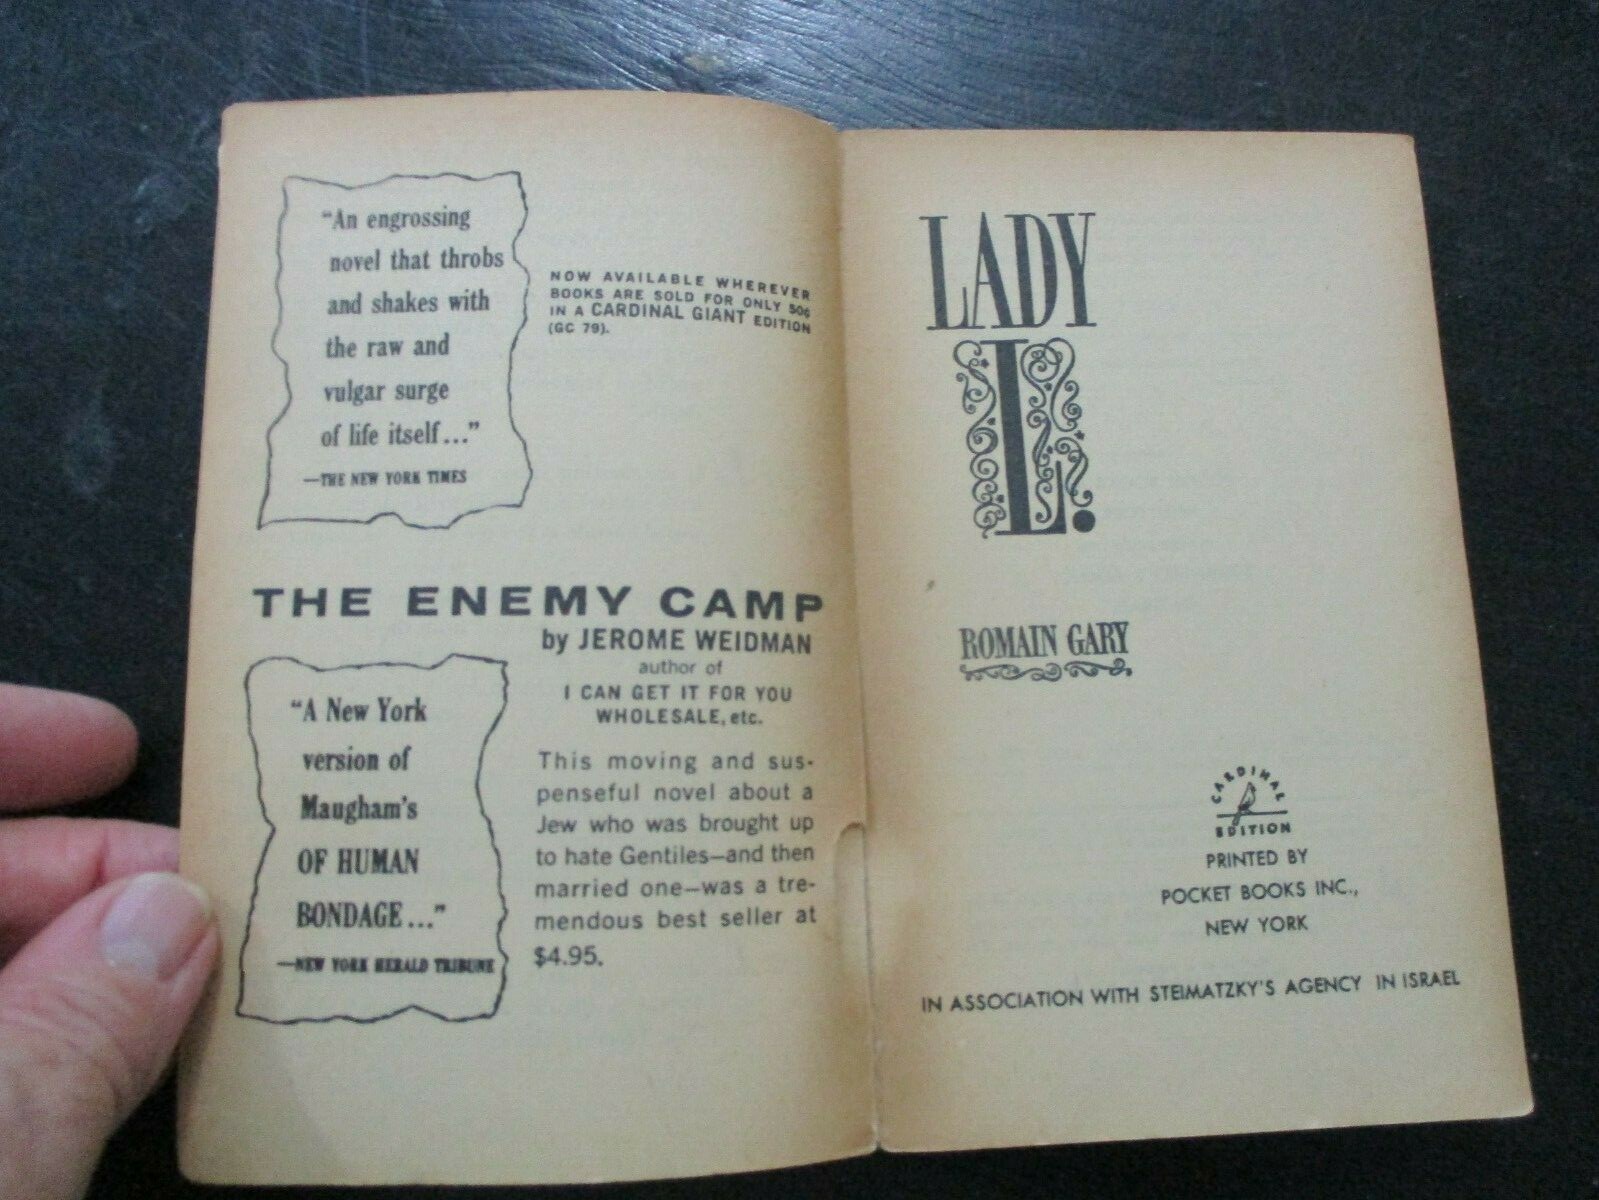 "An engrossing
novel that throbs
and shakes with
the raw and
vulgar surge
of life itself..."
—THE NEW YORK TIMES
NOW AVAILABLE WHEREVER
BOOKS ARE SOLD FOR ONLY 50¢
IN A CARDINAL GIANT EDITION
(GC 79).
THE ENEMY CAMP
by JEROME WEIDMAN
author of
I CAN GET IT FOR YOU
WHOLESALE, etc.
"A New York
version of
Maugham's
OF HUMAN
BONDAGE..."
—NEW YORK HERALD TRIBUNE
This moving and sus-
penseful novel about a
Jew who was brought up
to hate Gentiles—and then
married one—was a tre-
mendous best seller at
$4.95.
LADY
L.
ROMAIN GARY
CARDINAL
EDITION
PRINTED BY
POCKET BOOKS INC.,
NEW YORK
IN ASSOCIATION WITH STEIMATZKY'S AGENCY IN ISRAEL